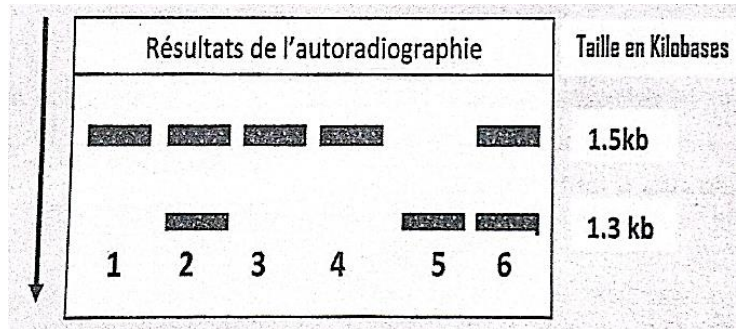 Résultats de l'autoradiographie
Taille en Kilobases
1.5kb
1.3 kb
1 2 3 4 5 6